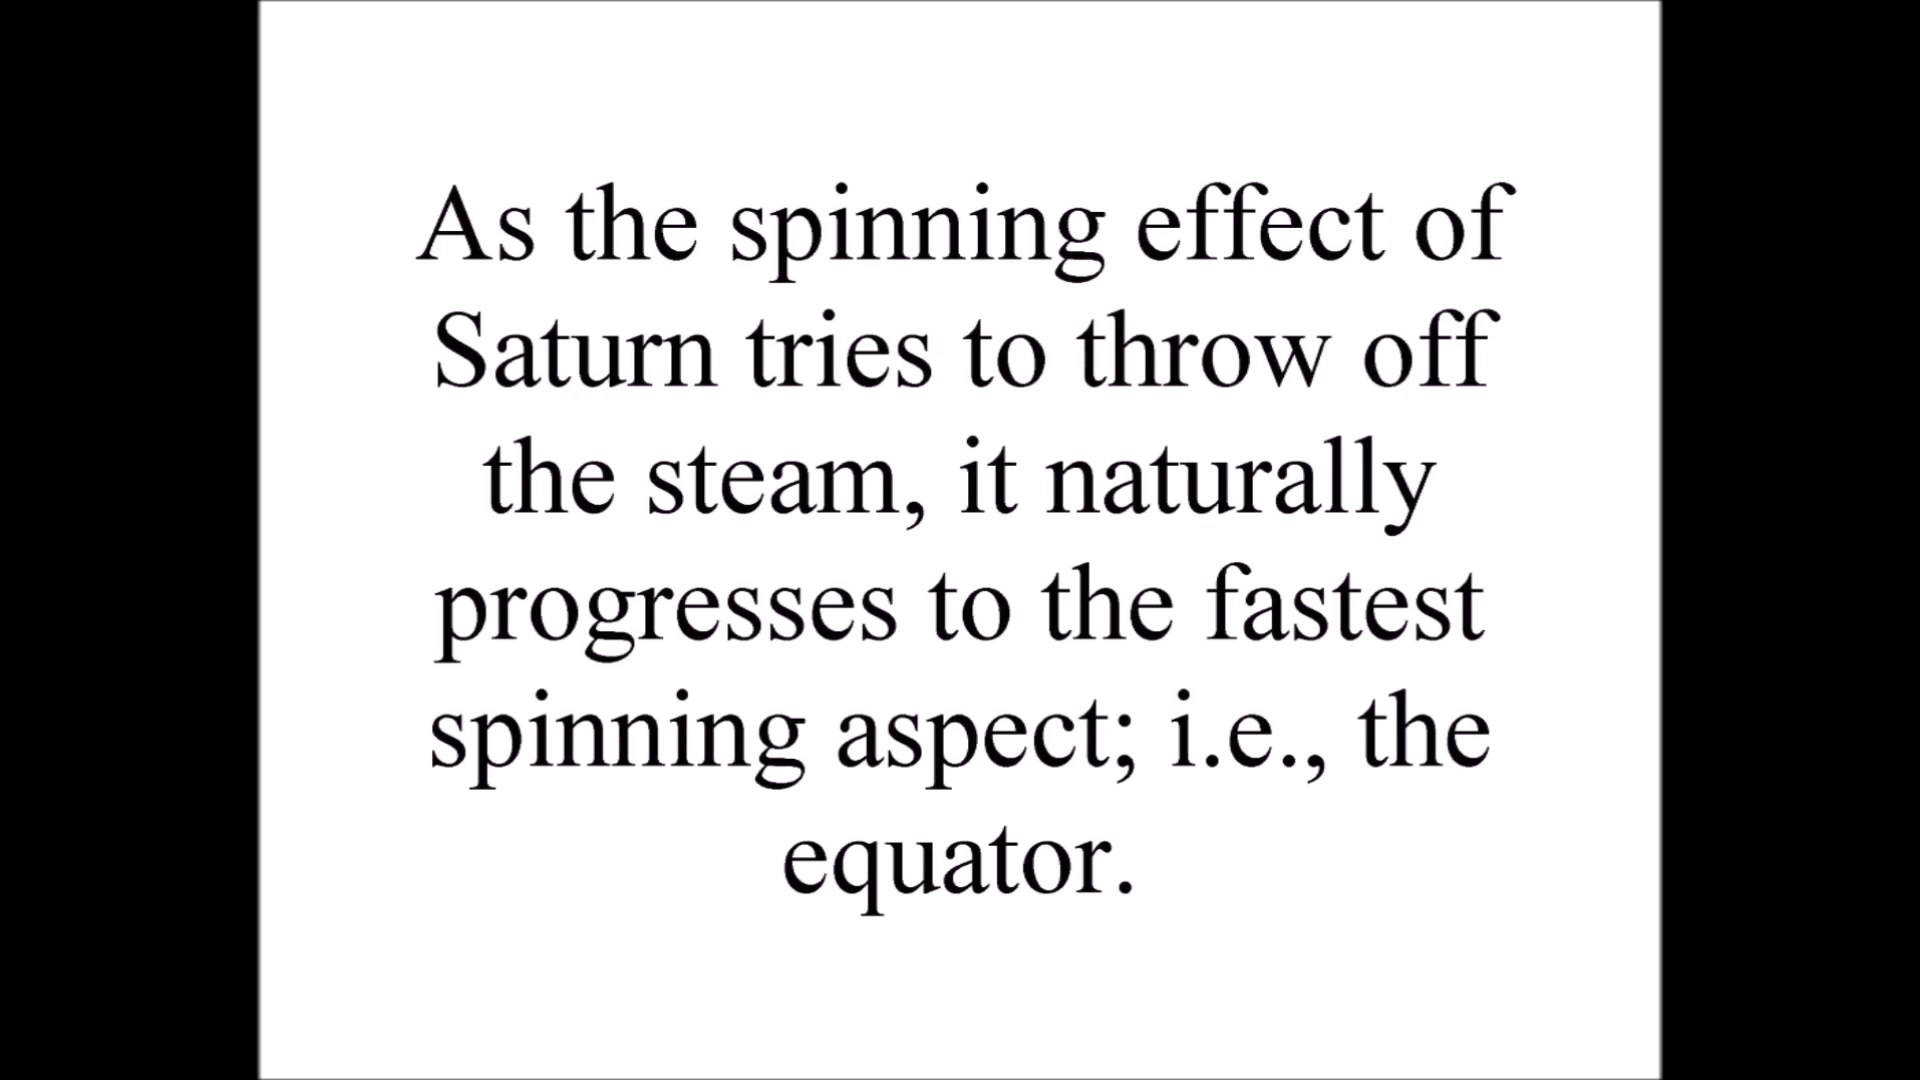 As the spinning effect of
Saturn tries to throw off
the steam, it naturally
progresses to the fastest
spinning aspect; i.e., the
equator.